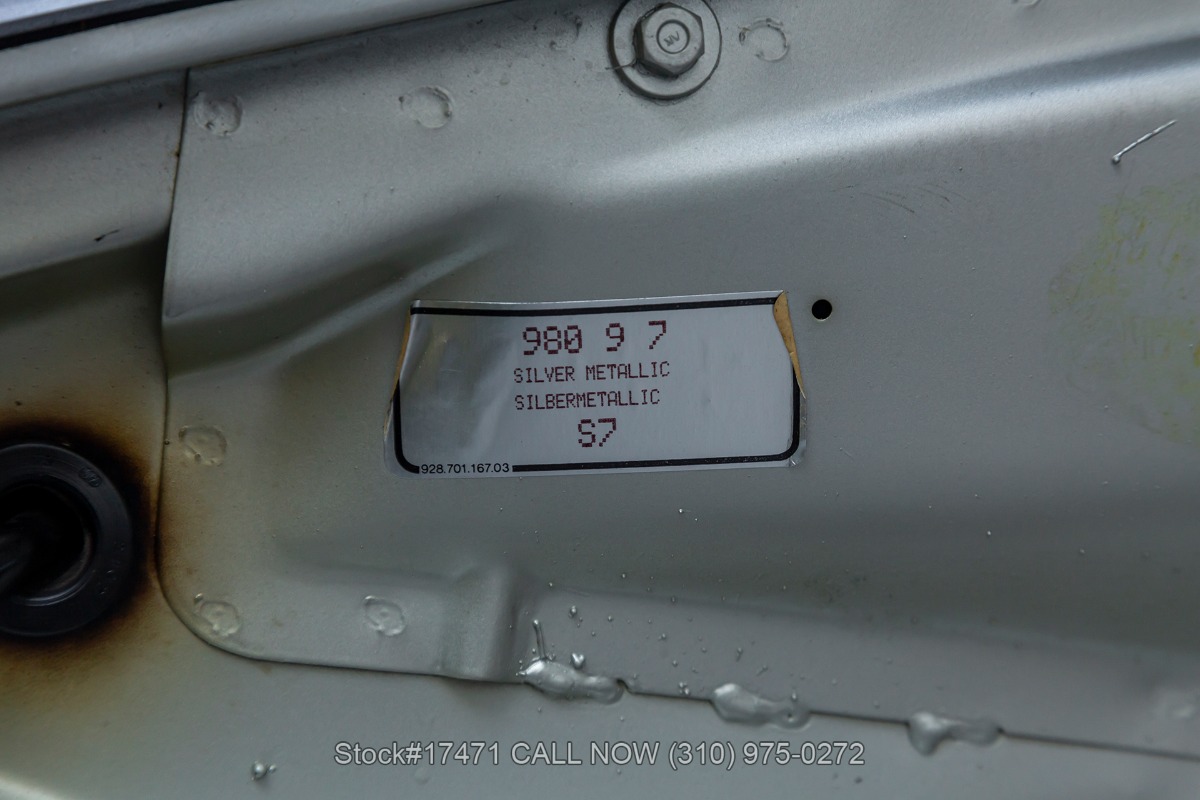 980 9 7
SILVER METALLIC
SILBERMETALLIC
S7
928.701.167.03
Stock#17471 CALL NOW (310) 975-0272